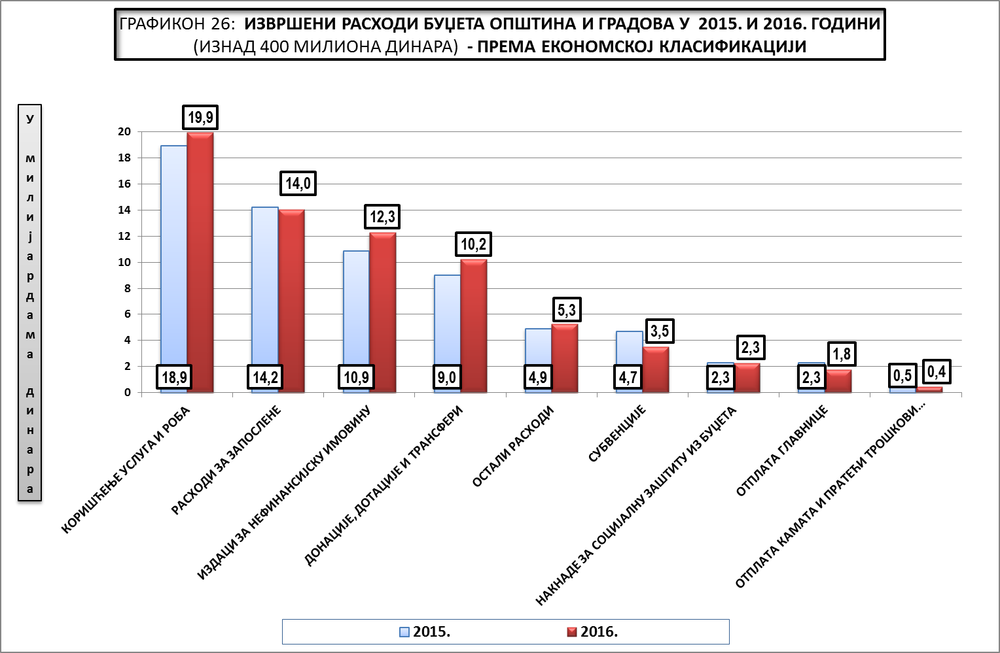 ГРАФИКОН 26: ИЗВРШЕНИ РАСХОДИ БУЏЕТА ОПШТИНА И ГРАДОВА У 2015. И 2016. ГОДИНИ
(ИЗНАД 400 МИЛИОНА ДИНАРА) - ПРЕМА ЕКОНОМСКОЈ КЛАСИФИКАЦИЈИ
У милијардама динара
20
18
16
14
12
10
8
6
4
2
0
19,9
14,0
12,3
10,2
5,3
3,5
2,3
1,8
0,4
18,9
14,2
10,9
9,0
4,9
4,7
2,3
2,3
0,5
КОРИШЋЕЊЕ УСЛУГА И РОБА
РАСХОДИ ЗА ЗАПОСЛЕНЕ
ИЗДАЦИ ЗА НЕФИНАНСИЈСКУ ИМОВИНУ
ДОНАЦИЈЕ, ДОТАЦИЈЕ И ТРАНСФЕРИ
ОСТАЛИ РАСХОДИ
СУБВЕНЦИЈЕ
НАКНАДЕ ЗА СОЦИЈАЛНУ ЗАШТИТУ ИЗ БУЏЕТА
ОТПЛАТА ГЛАВНИЦЕ
ОТПЛАТА КАМАТА И ПРАТЕЋИ ТРОШКОВИ...
2015.
2016.